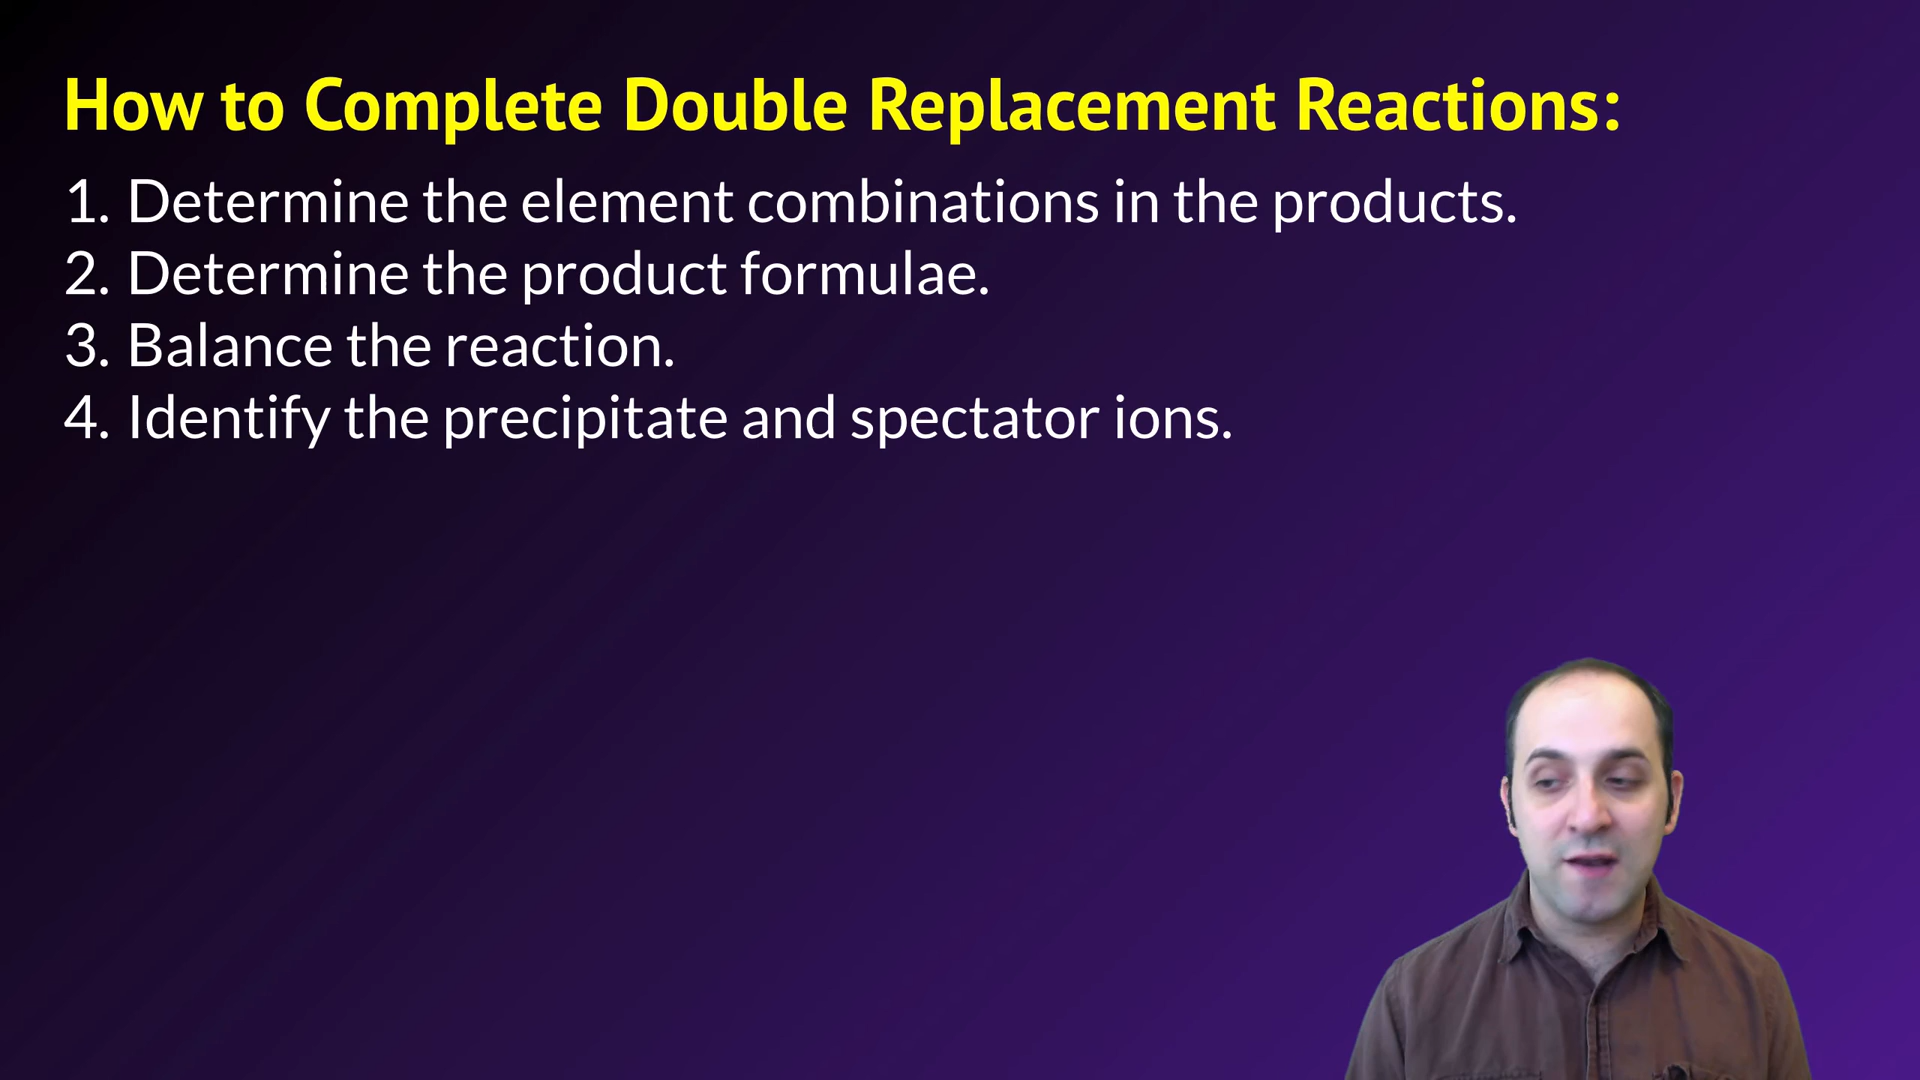 How to Complete Double Replacement Reactions:
1. Determine the element combinations in the products.
2. Determine the product formulae.
3. Balance the reaction.
4. Identify the precipitate and spectator ions.